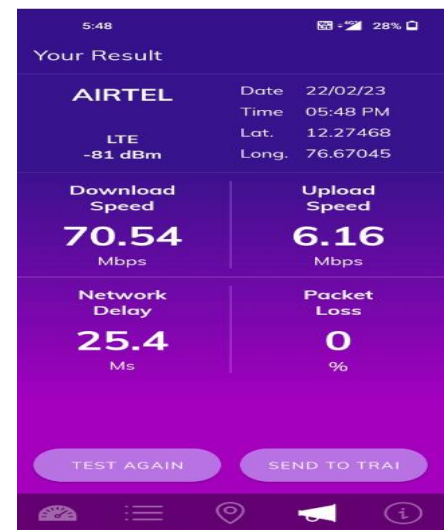 5:48
28%
Your Result
AIRTEL
LTE
-81 dBm
Date 22/02/23
Time 05:48 PM
Lat. 12.27468
Long. 76.67045
Download
Speed
70.54
Mbps
Upload
Speed
6.16
Mbps
Network
Delay
25.4
Ms
Packet
Loss
0
%
TEST AGAIN
SEND TO TRAI